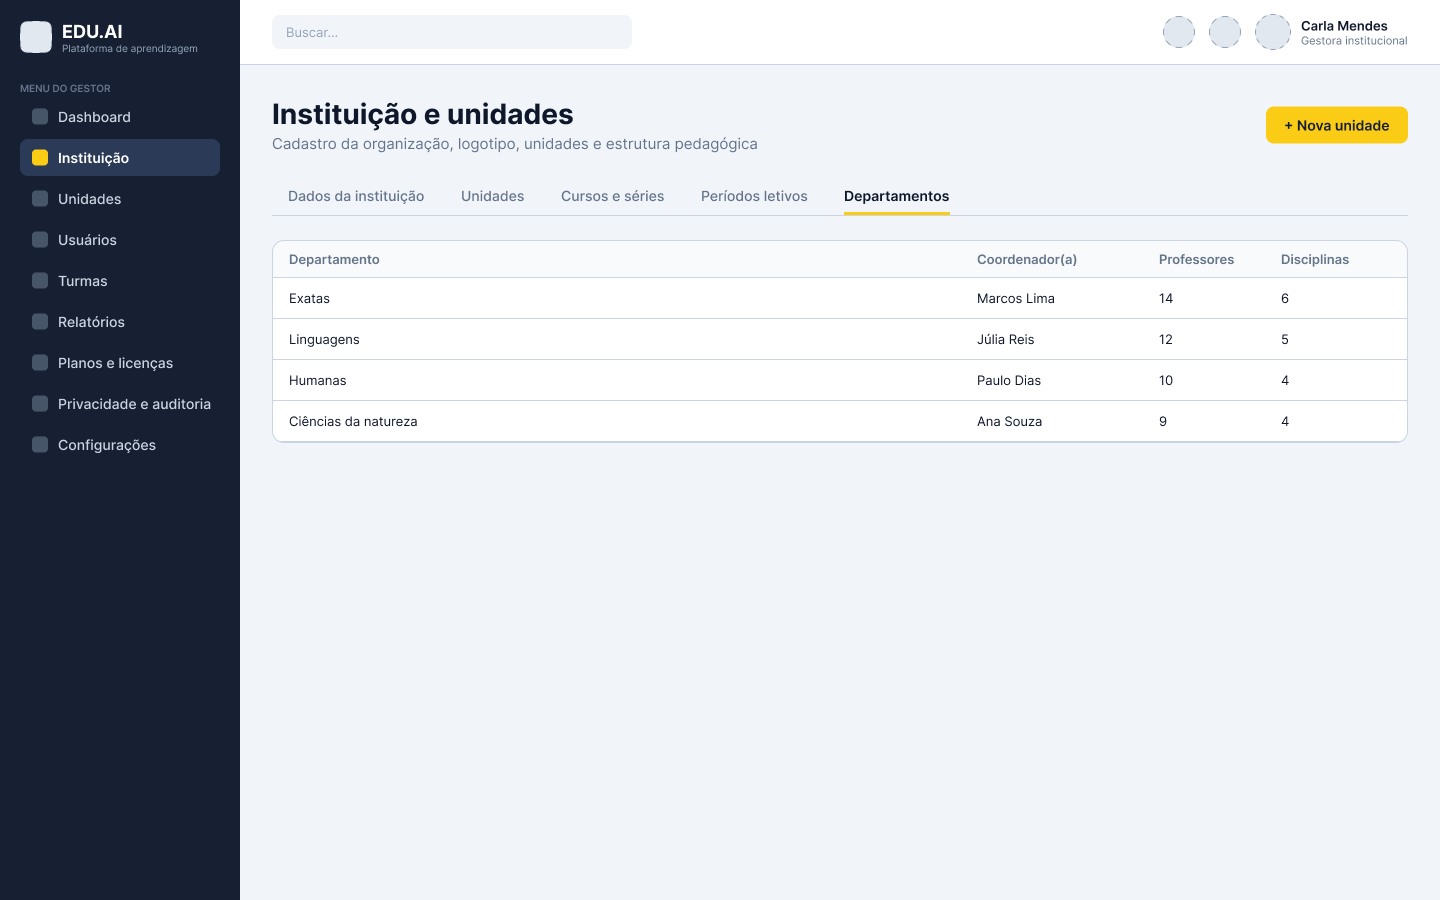 EDU.AI
Plataforma de aprendizagem
MENU DO GESTOR
Dashboard
Instituição
Unidades
Usuários
Turmas
Relatórios
Planos e licenças
Privacidade e auditoria
Configurações
Buscar...
Carla Mendes
Gestora institucional
Instituição e unidades
Cadastro da organização, logotipo, unidades e estrutura pedagógica
+ Nova unidade
Dados da instituição Unidades Cursos e séries Períodos letivos Departamentos
Departamento Coordenador(a) Professores Disciplinas
Exatas Marcos Lima 14 6
Linguagens Júlia Reis 12 5
Humanas Paulo Dias 10 4
Ciências da natureza Ana Souza 9 4